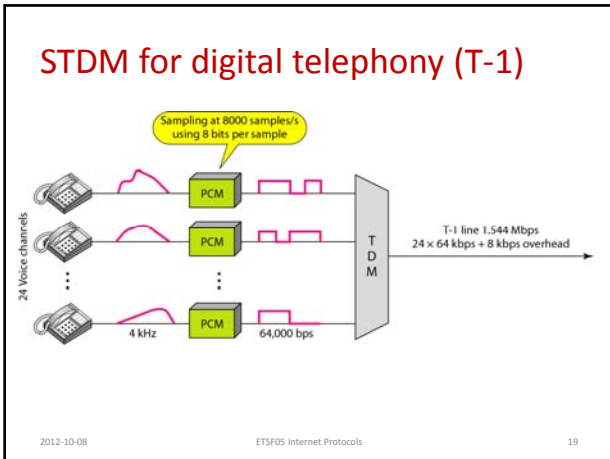 STDM for digital telephony (T-1)
Sampling at 8000 samples/s
using 8 bits per sample
24 Voice channels
PCM
PCM
PCM
4 kHz
64,000 bps
T
D
M
T-1 line 1.544 Mbps
24 × 64 kbps + 8 kbps overhead
2012-10-08
ETSF05 Internet Protocols
19